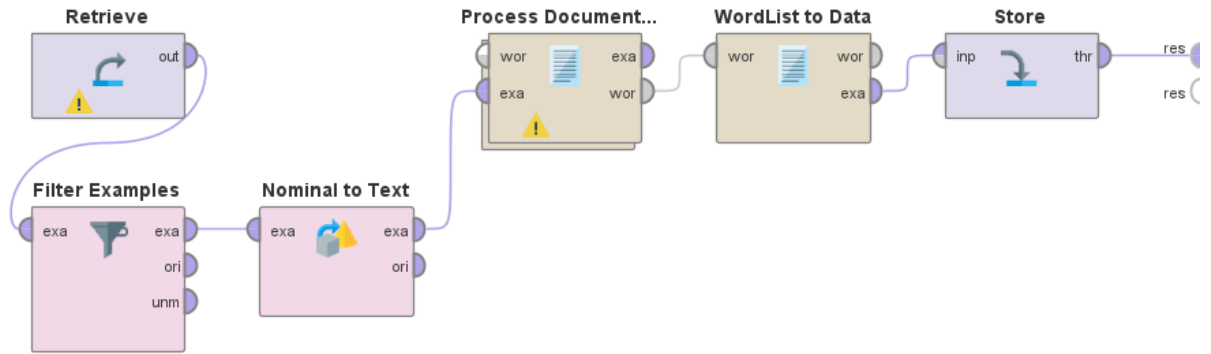 Retrieve
out
Process Document...
wor
exa
exa
wor
WordList to Data
wor
wor
exa
Store
inp
thr
res
res
Filter Examples
exa
exa
ori
unm
Nominal to Text
exa
exa
ori